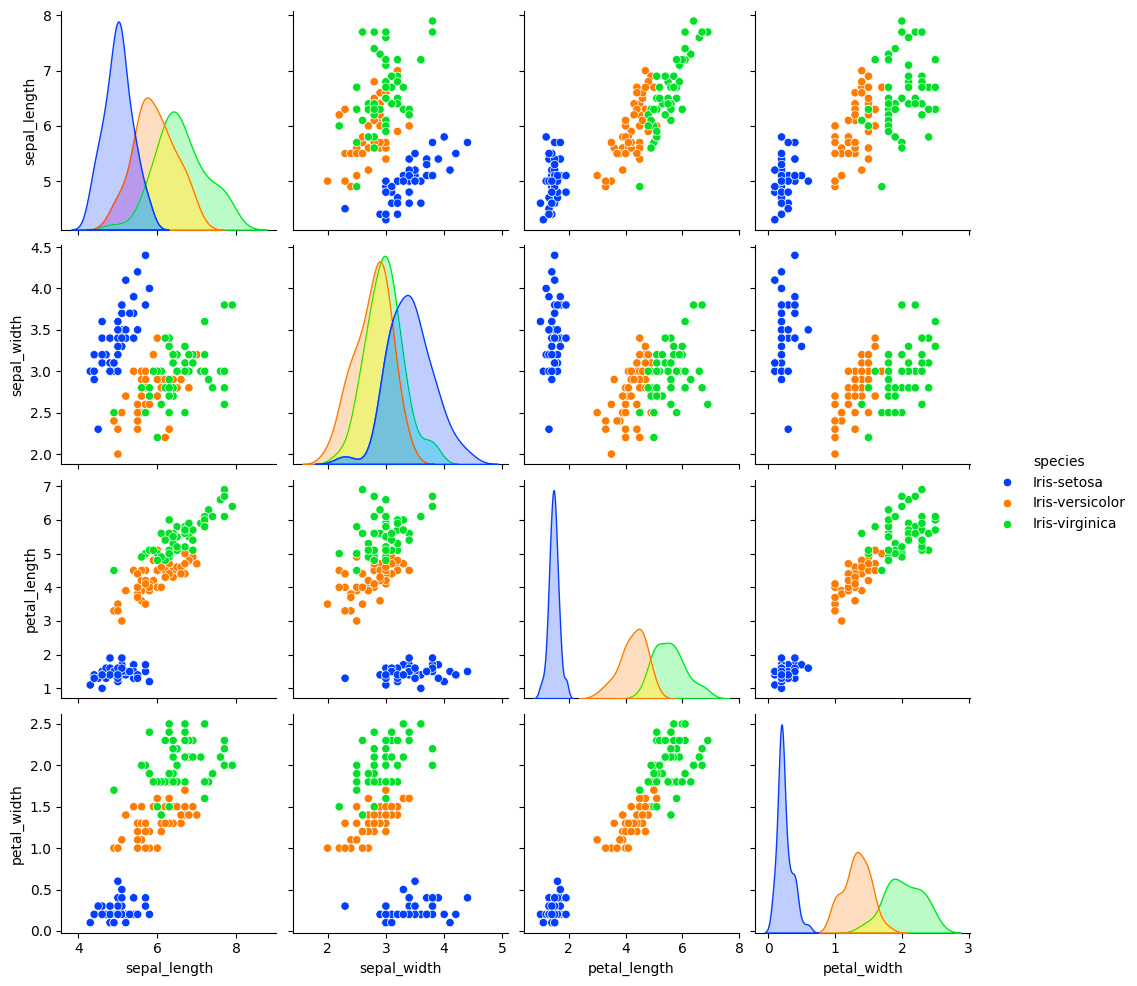 8
7
6
5
sepal_length
4.5
4.0
3.5
3.0
2.5
2.0
sepal_width
species
Iris-setosa
Iris-versicolor
Iris-virginica
7
6
5
4
3
2
1
petal_length
2.5
2.0
1.5
1.0
0.5
0.0
petal_width
4 6 8 2 3 4 5 2 4 6 8 0 1 2 3
sepal_length sepal_width petal_length petal_width